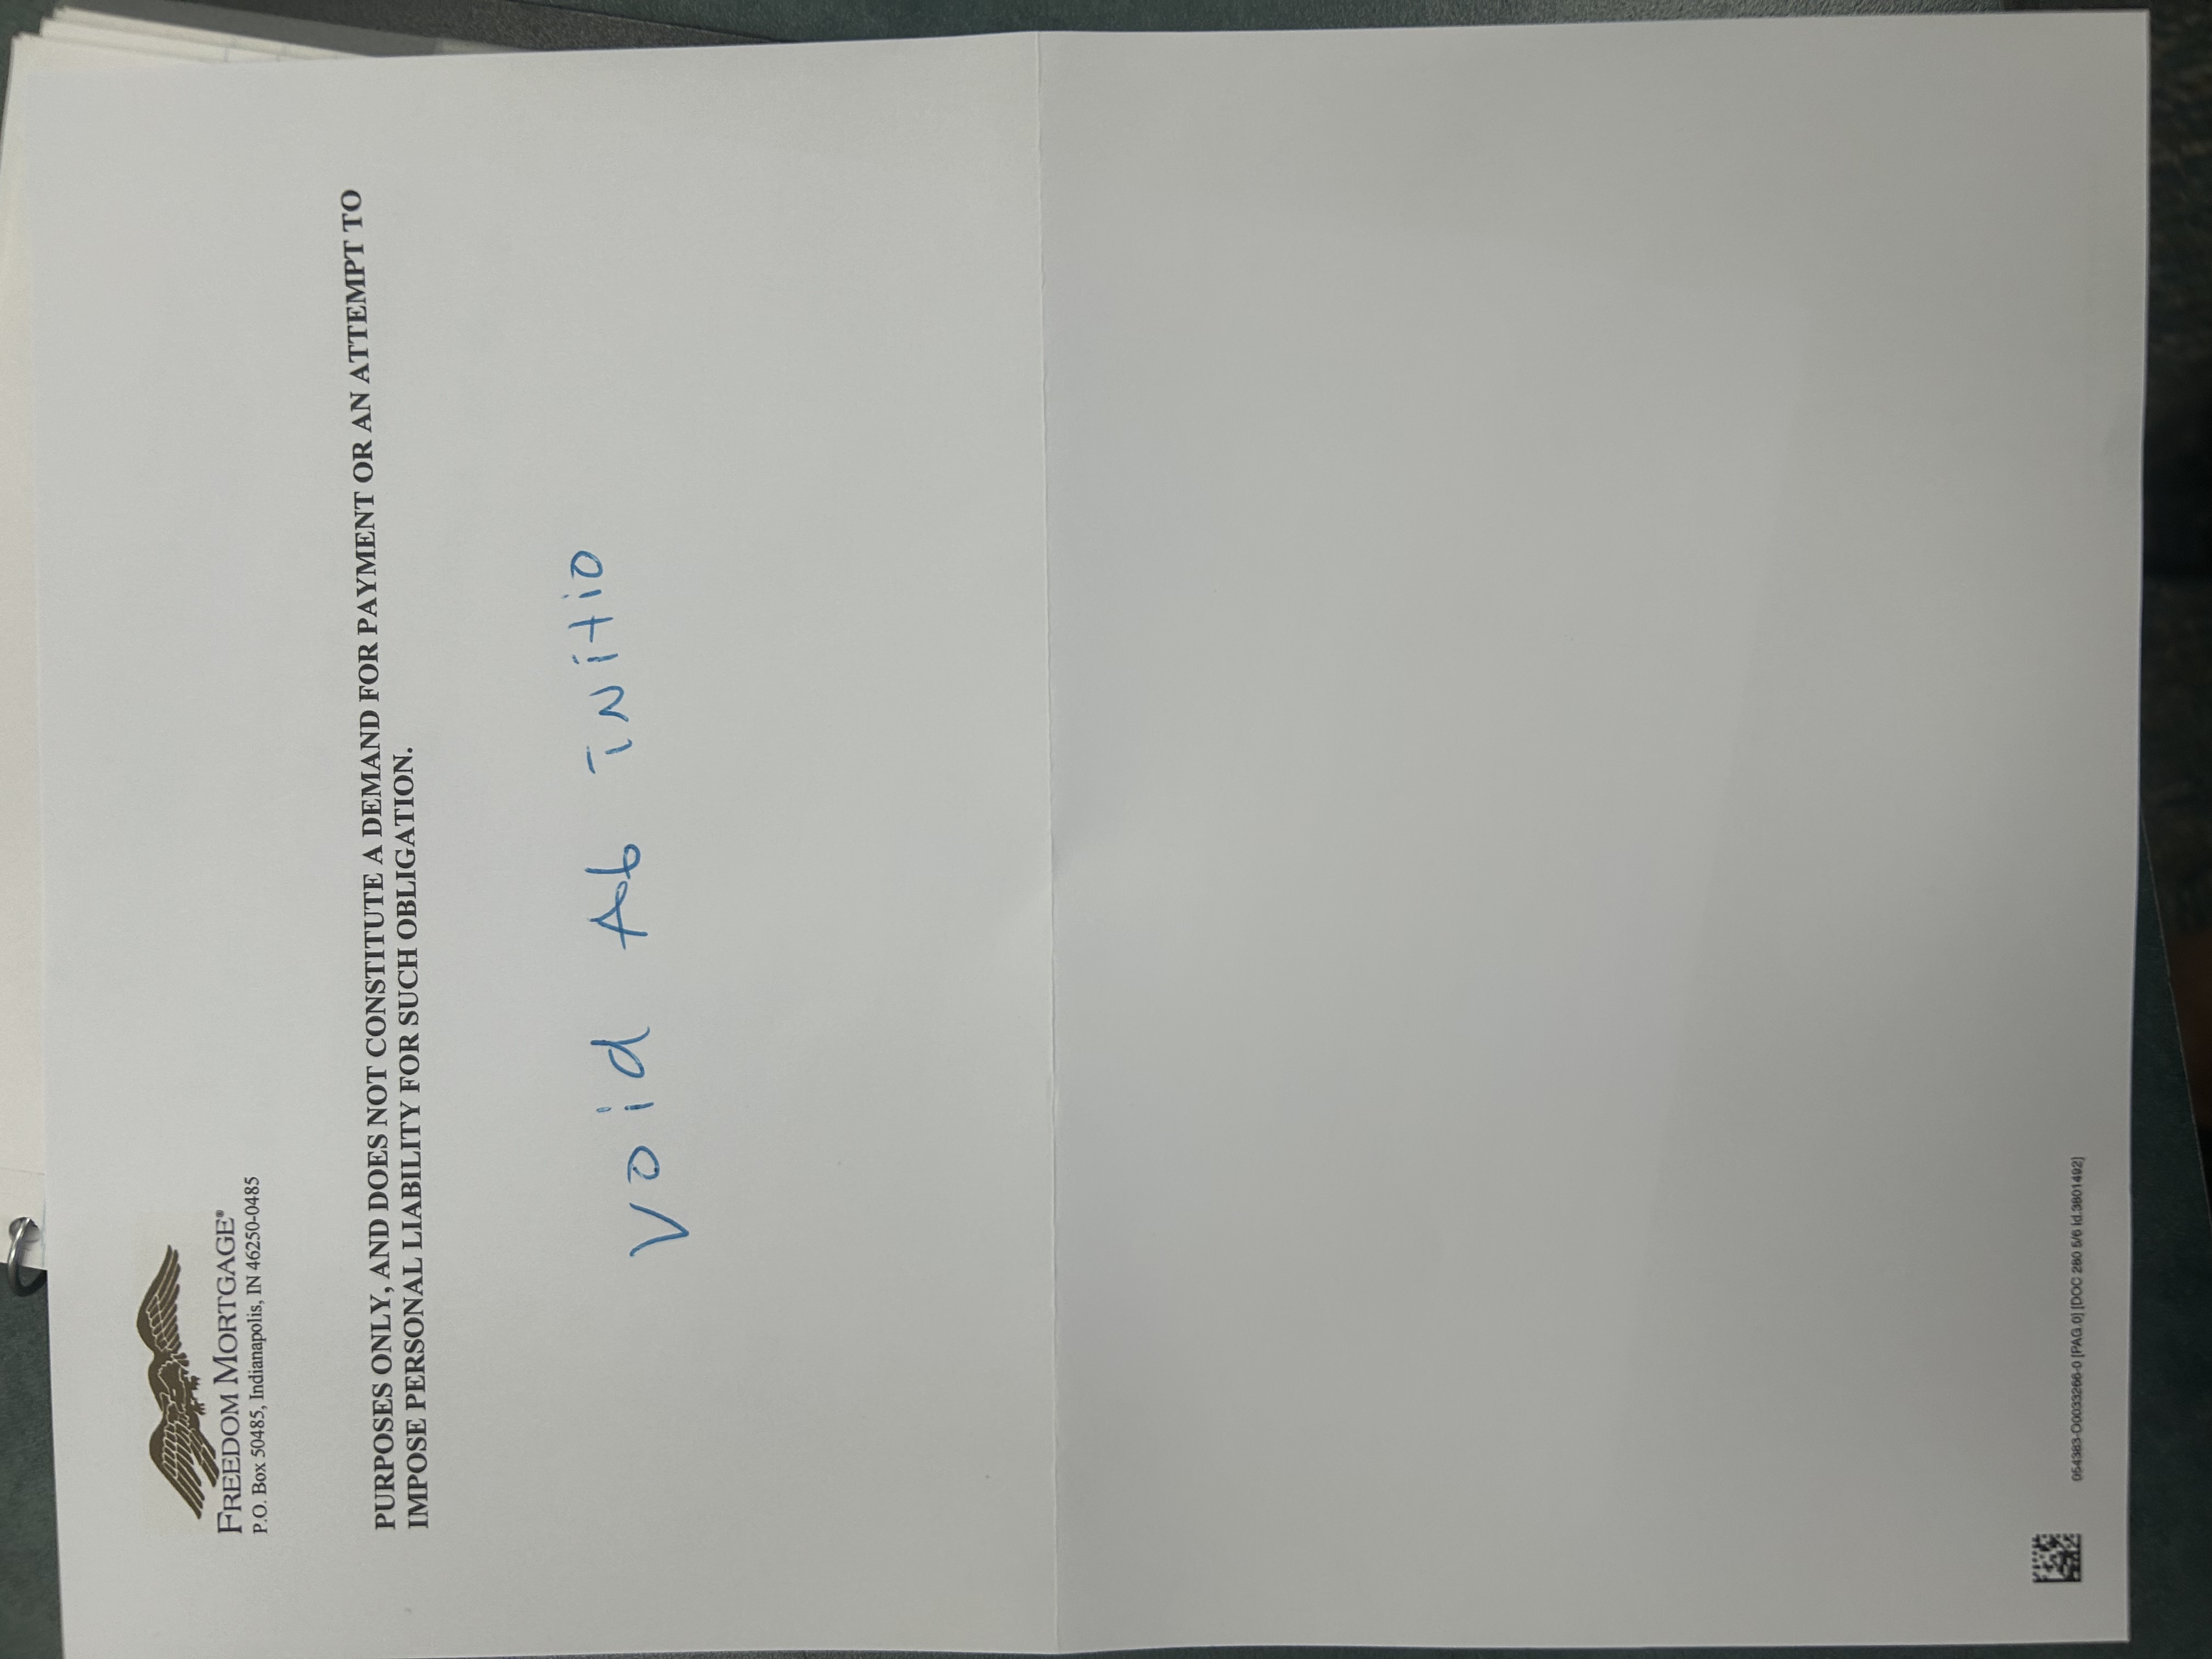 FREEDOM MORTGAGE®
P.O. Box 50485, Indianapolis, IN 46250-0485
PURPOSES ONLY, AND DOES NOT CONSTITUTE A DEMAND FOR PAYMENT OR AN ATTEMPT TO
IMPOSE PERSONAL LIABILITY FOR SUCH OBLIGATION.
Void Ab initio
054383-O0033266-0 [PAG.0] [DOC 280 5/6 id.3801492]